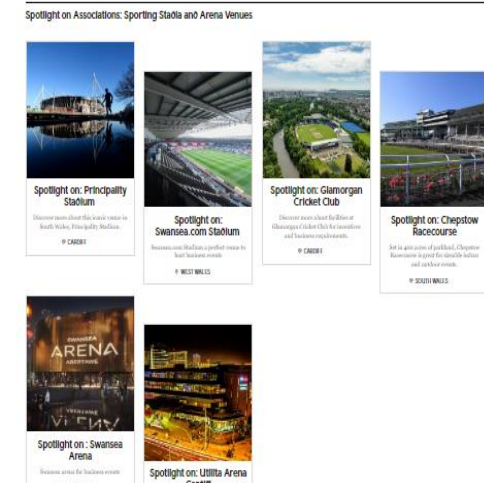 Spotlight on Associations: Sporting Stadia and Arena Venues
Spotlight on: Principality
Stadium
Discover more about this iconic venue in
South Wales, Principality Stadium.
CARDIFF
Spotlight on:
Swansea.com Stadium
Swansea.com Stadium a perfect venue to
host business events
WEST WALES
Spotlight on: Glamorgan
Cricket Club
Discover more about facilities at
Glamorgan Cricket Club for incentive
and business requirements.
CARDIFF
Spotlight on: Chepstow
Racecourse
Set in 400 acres of parkland, Chepstow
Racecourse is great for sizeable indoor
and outdoor events.
SOUTH WALES
SWANSEA
ARENA
ABERTAWE
Spotlight on : Swansea
Arena
Swansea arena for business events
Spotlight on: Utilita Arena
Cardiff